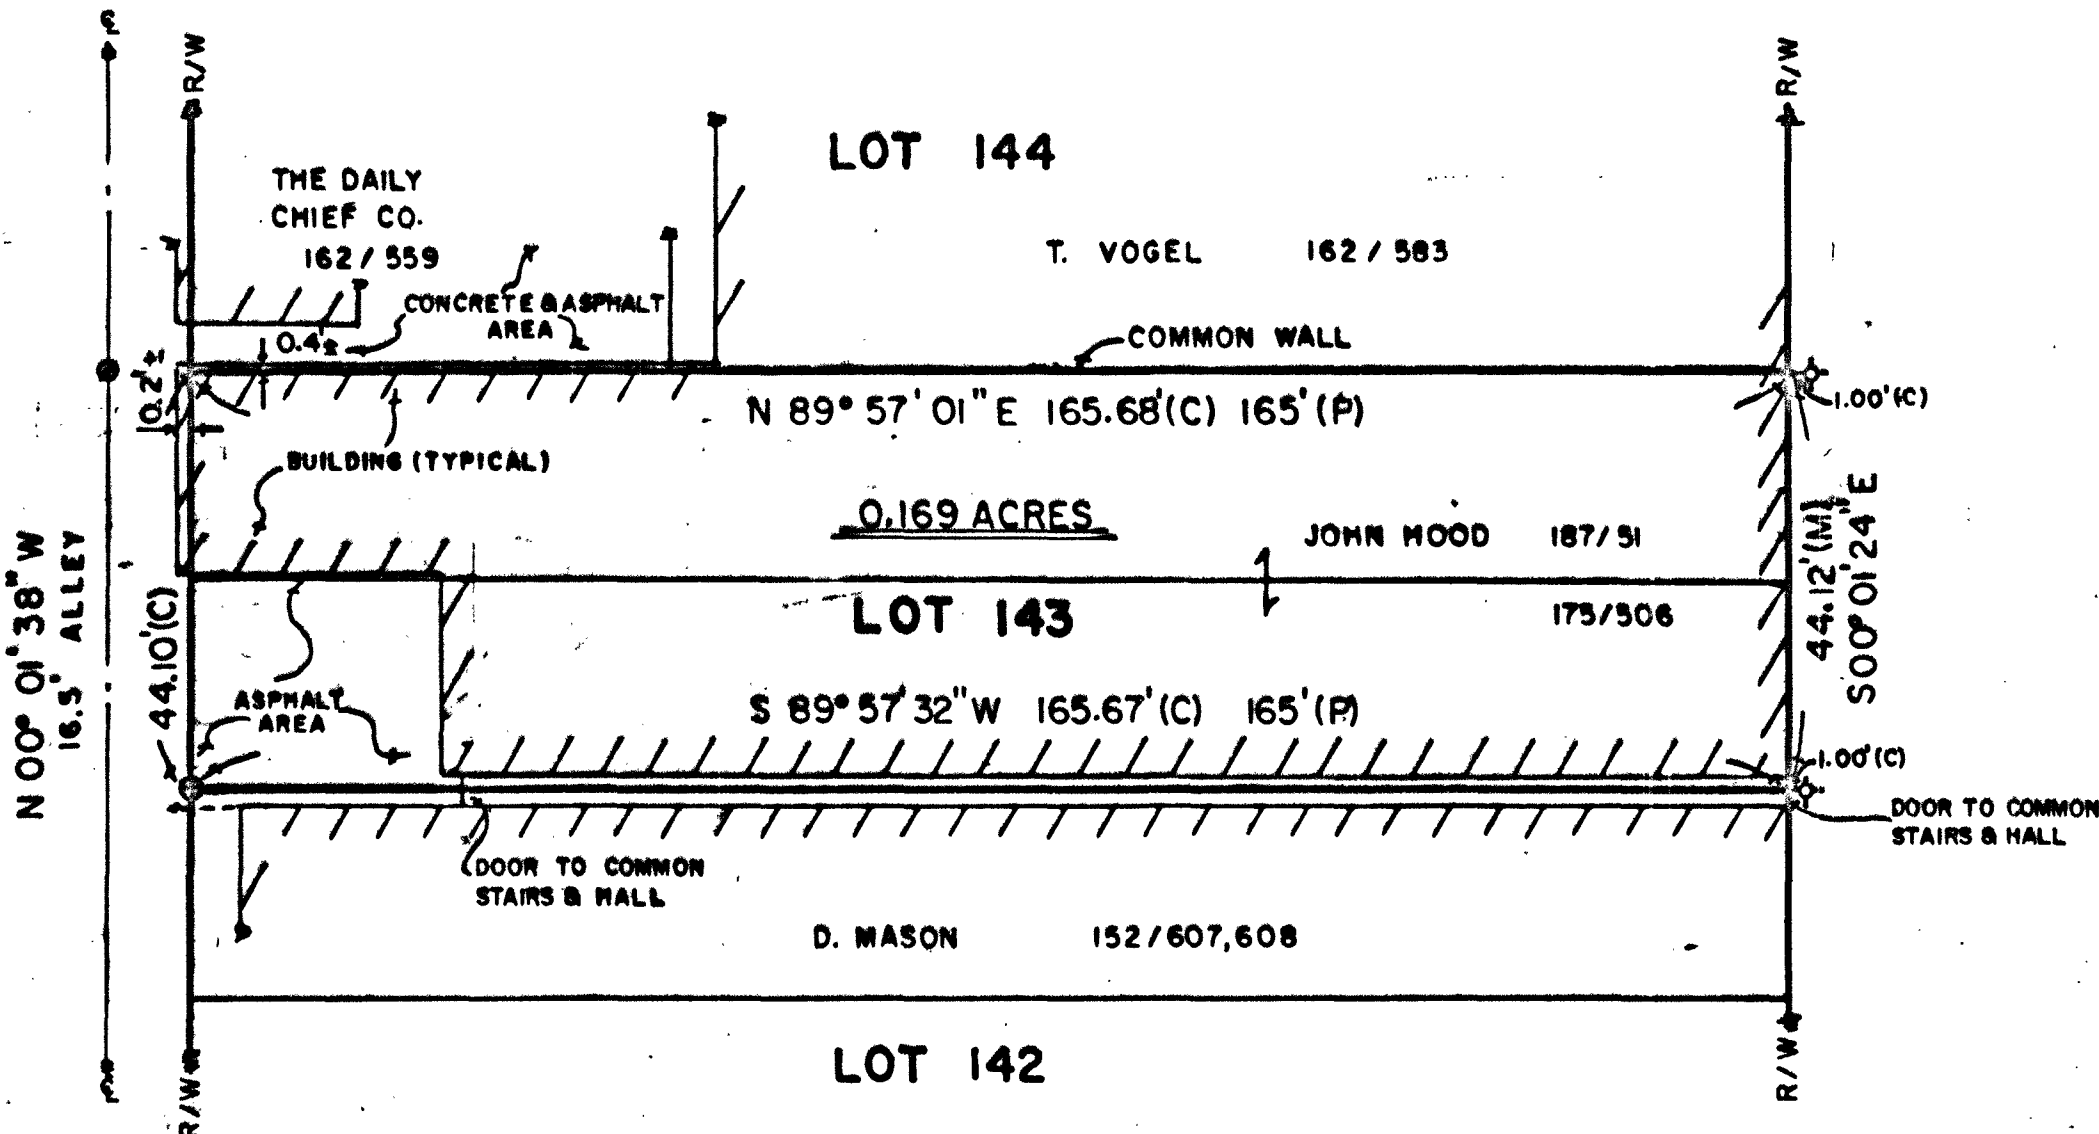 ℄
R/W
R/W
LOT 144
THE DAILY
CHIEF CO.
162 / 559
T. VOGEL 162 / 583
CONCRETE & ASPHALT
AREA
0.4'±
COMMON WALL
0.2'±
N 89° 57' 01" E 165.68'(C) 165'(P)
1.00'(C)
BUILDING (TYPICAL)
0.169 ACRES
JOHN HOOD 187/51
N 00° 01' 38" W
16.5' ALLEY
44.10'(C)
LOT 143
175/506
44.12'(M)
S00° 01' 24" E
ASPHALT
AREA
S 89° 57' 32" W 165.67'(C) 165'(P)
1.00'(C)
DOOR TO COMMON
STAIRS & HALL
DOOR TO COMMON
STAIRS & HALL
D. MASON 152/607,608
LOT 142
℄
R/W
R/W